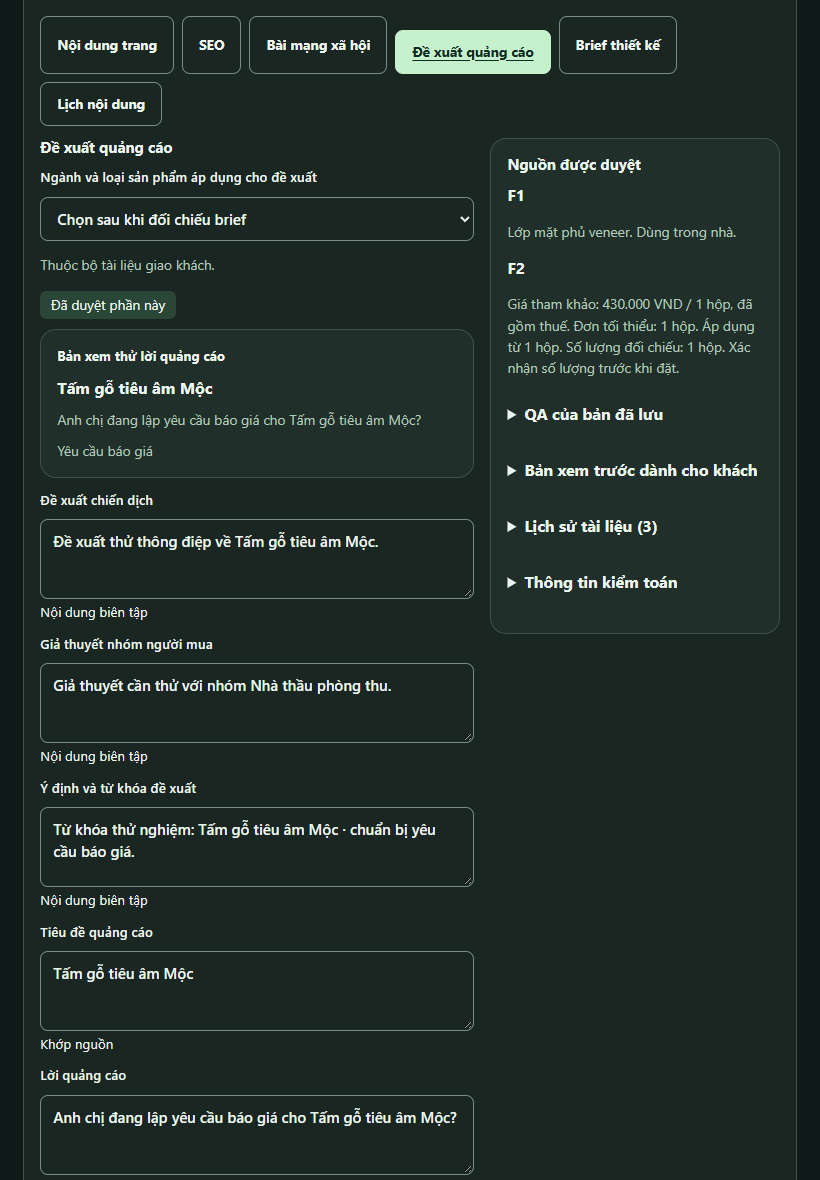 Nội dung trang
SEO
Bài mạng xã hội
Đề xuất quảng cáo
Brief thiết kế
Lịch nội dung
Đề xuất quảng cáo
Ngành và loại sản phẩm áp dụng cho đề xuất
Chọn sau khi đối chiếu brief
Thuộc bộ tài liệu giao khách.
Đã duyệt phần này
Bản xem thử lời quảng cáo
Tấm gỗ tiêu âm Mộc
Anh chị đang lập yêu cầu báo giá cho Tấm gỗ tiêu âm Mộc?
Yêu cầu báo giá
Đề xuất chiến dịch
Đề xuất thử thông điệp về Tấm gỗ tiêu âm Mộc.
Nội dung biên tập
Giả thuyết nhóm người mua
Giả thuyết cần thử với nhóm Nhà thầu phòng thu.
Nội dung biên tập
Ý định và từ khóa đề xuất
Từ khóa thử nghiệm: Tấm gỗ tiêu âm Mộc · chuẩn bị yêu
cầu báo giá.
Nội dung biên tập
Tiêu đề quảng cáo
Tấm gỗ tiêu âm Mộc
Khớp nguồn
Lời quảng cáo
Anh chị đang lập yêu cầu báo giá cho Tấm gỗ tiêu âm Mộc?
Nguồn được duyệt
F1
Lớp mặt phủ veneer. Dùng trong nhà.
F2
Giá tham khảo: 430.000 VND / 1 hộp, đã
gồm thuế. Đơn tối thiểu: 1 hộp. Áp dụng
từ 1 hộp. Số lượng đối chiếu: 1 hộp. Xác
nhận số lượng trước khi đặt.
QA của bản đã lưu
Bản xem trước dành cho khách
Lịch sử tài liệu (3)
Thông tin kiểm toán